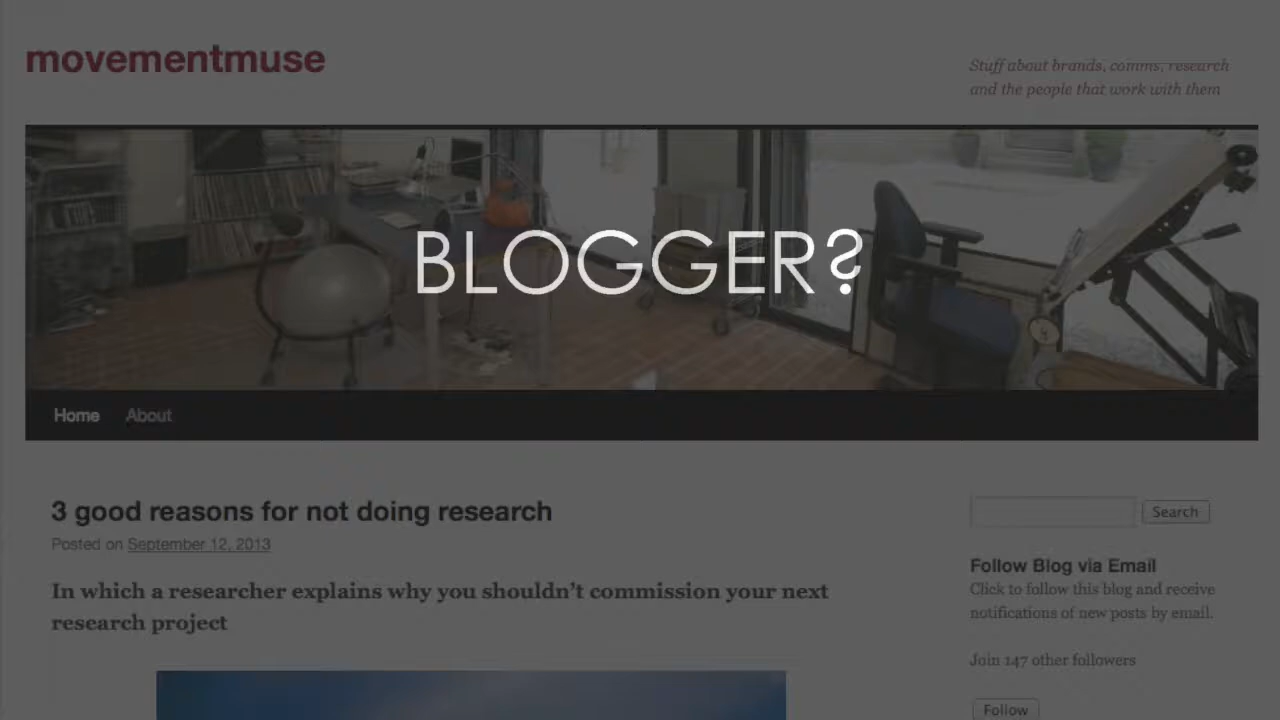 movementmuse
Stuff about brands, comms, research
and the people that work with them
BLOGGER?
Home About
3 good reasons for not doing research
Posted on September 12, 2013
In which a researcher explains why you shouldn't commission your next
research project
Search
Follow Blog via Email
Click to follow this blog and receive
notifications of new posts by email.
Join 147 other followers
Follow